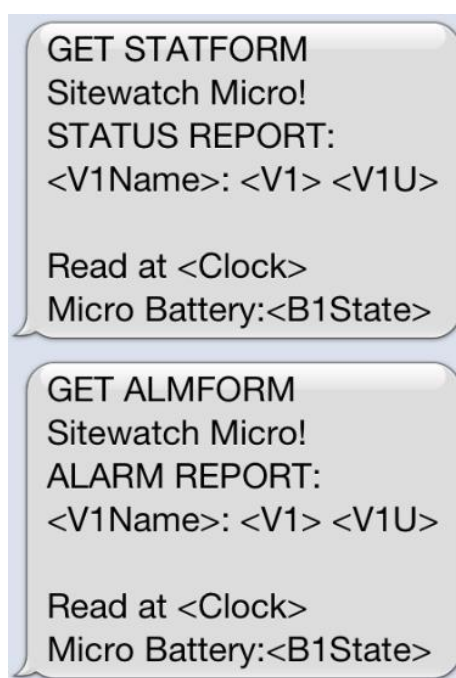 GET STATFORM
Sitewatch Micro!
STATUS REPORT:
<V1Name>: <V1> <V1U>
Read at <Clock>
Micro Battery:<B1State>
GET ALMFORM
Sitewatch Micro!
ALARM REPORT:
<V1Name>: <V1> <V1U>
Read at <Clock>
Micro Battery:<B1State>